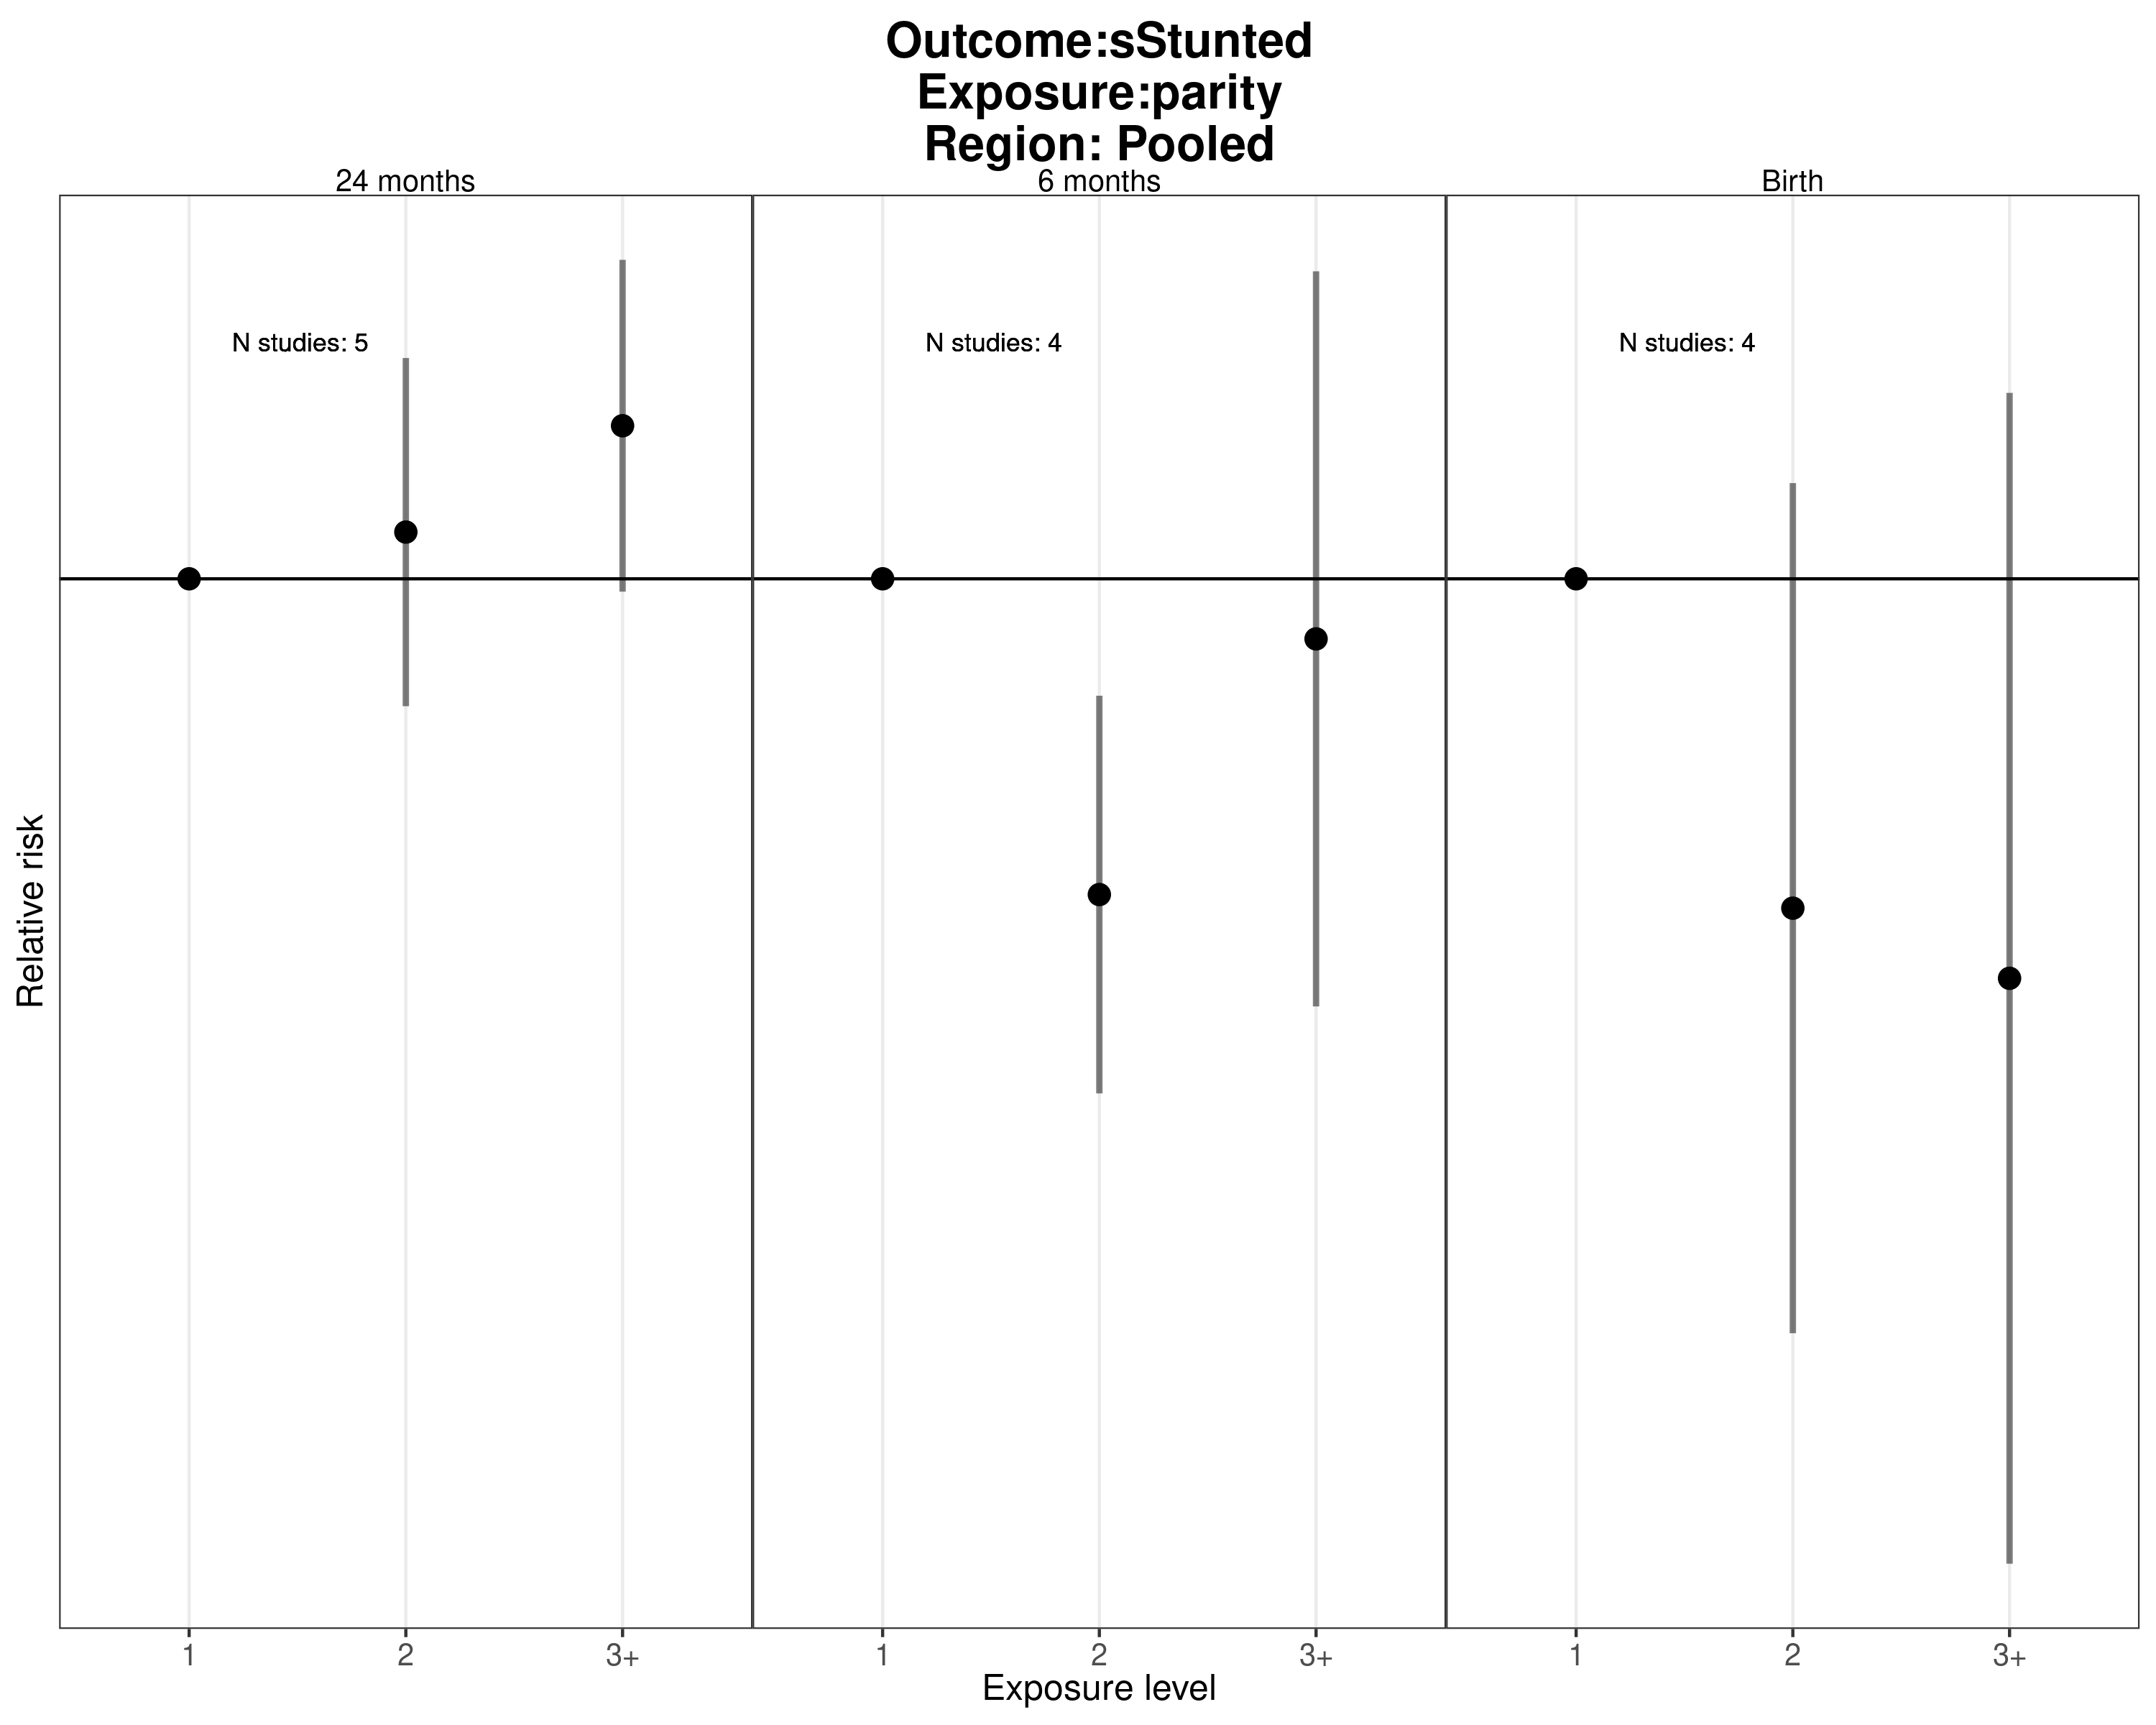 Outcome:sStunted
Exposure:parity
Region: Pooled
24 months
6 months
Birth
N studies: 5
N studies: 4
N studies: 4
Relative risk
1
2
3+
1
2
3+
1
2
3+
Exposure level